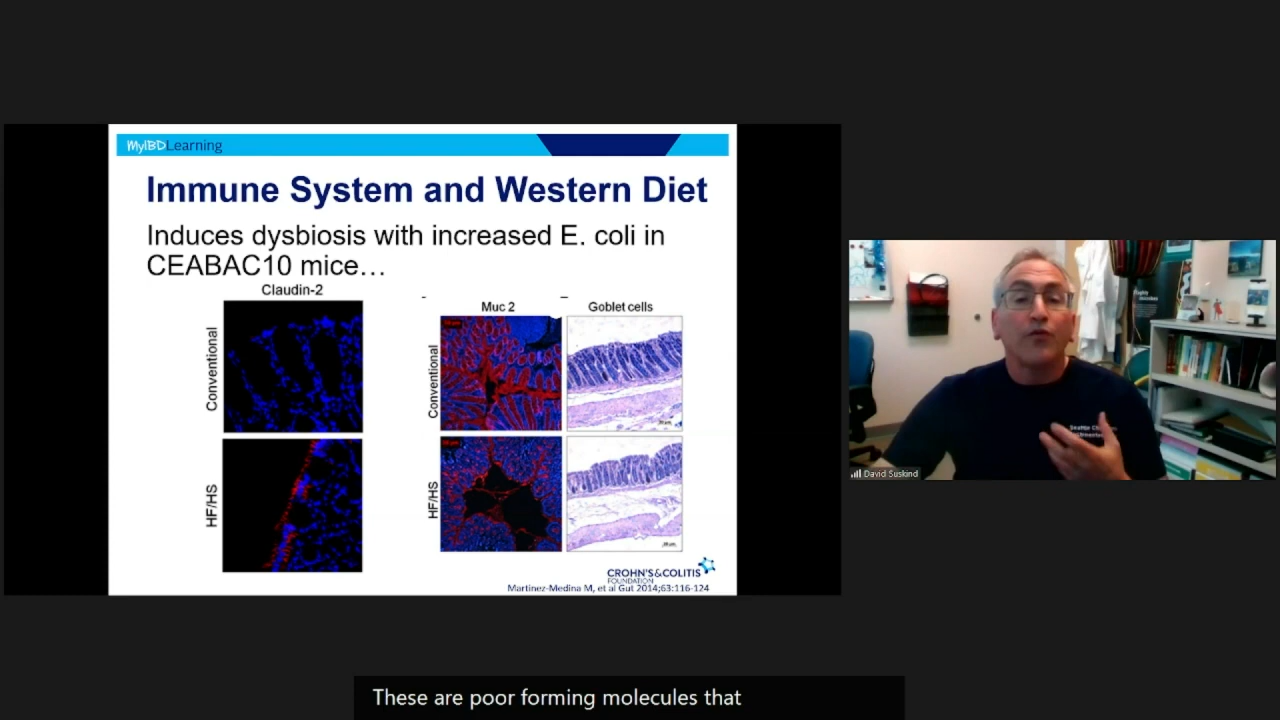 MyIBDLearning
Immune System and Western Diet
Induces dysbiosis with increased E. coli in
CEABAC10 mice…
Claudin-2
Conventional
HF/HS
Muc 2
Goblet cells
Conventional
HF/HS
CROHN'S&COLITIS
FOUNDATION
Martinez-Medina M, et al Gut 2014;63:116-124
David Suskind
These are poor forming molecules that